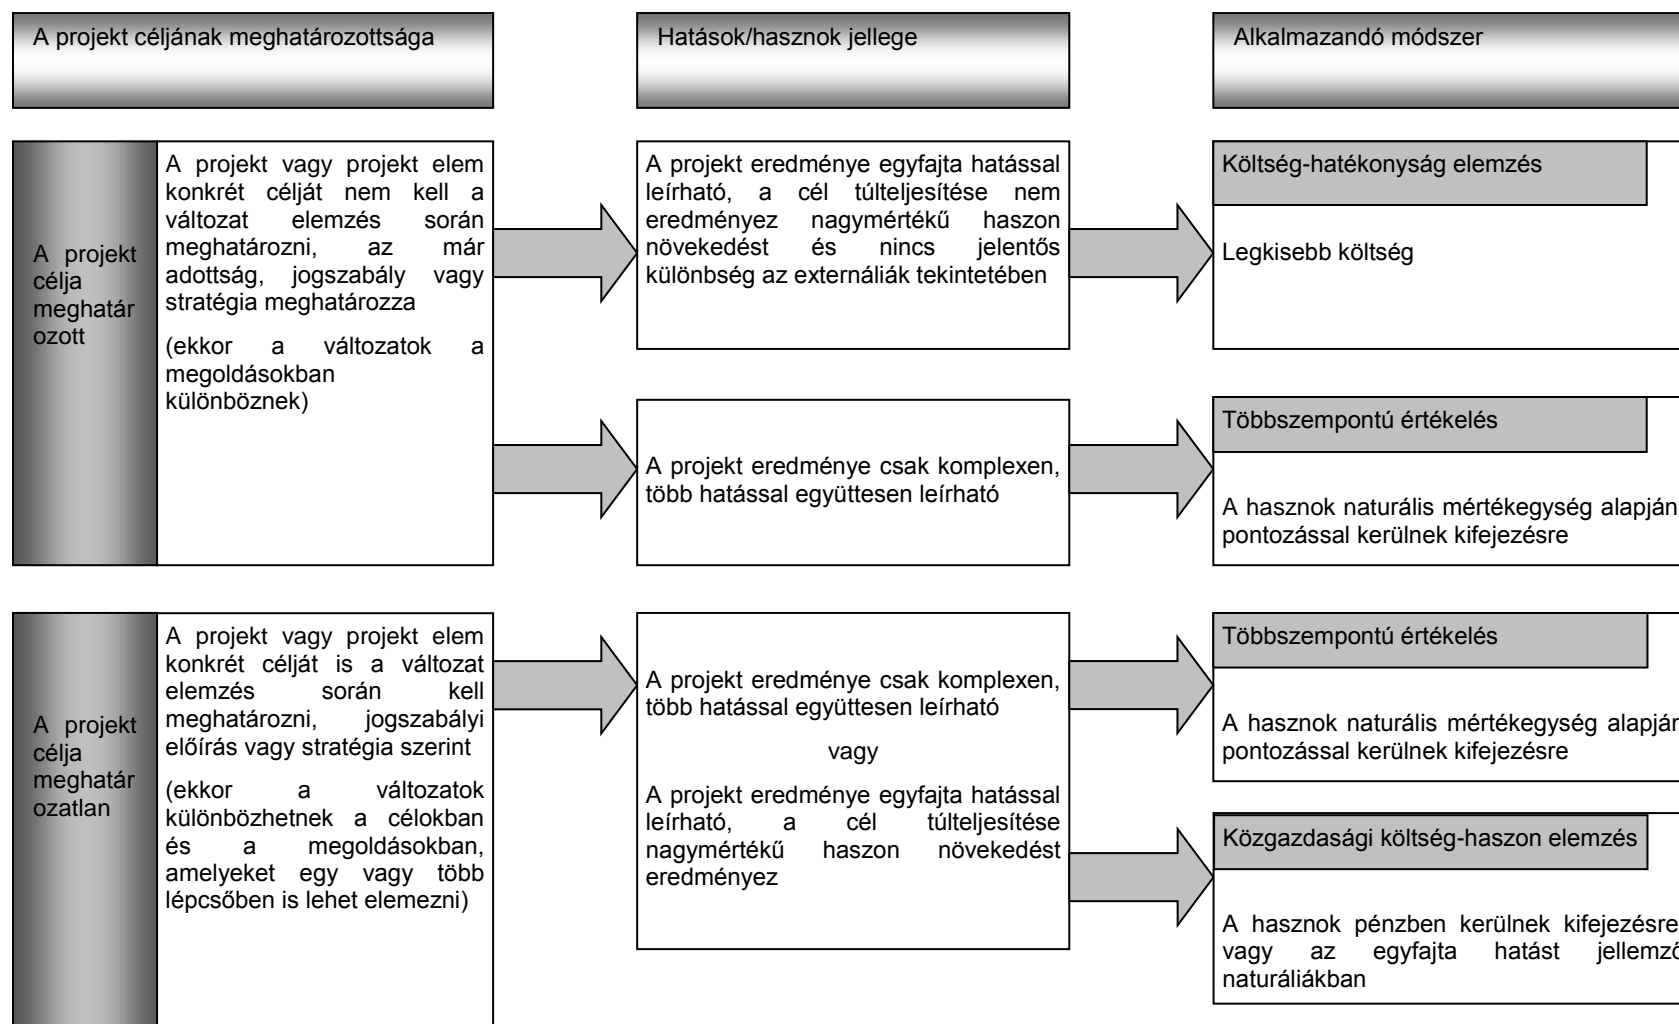 A projekt céljának meghatározottsága
Hatások/hasznok jellege
Alkalmazandó módszer
A projekt
célja
meghatár
ozott
A projekt vagy projekt elem
konkrét célját nem kell a
változat elemzés során
meghatározni, az már
adottság, jogszabály vagy
stratégia meghatározza
(ekkor a változatok a
megoldásokban
különböznek)
A projekt eredménye egyfajta hatással
leírható, a cél túlteljesítése nem
eredményez nagymértékű haszon
növekedést és nincs jelentős
különbség az externáliák tekintetében
Költség-hatékonyság elemzés
Legkisebb költség
A projekt eredménye csak komplexen,
több hatással együttesen leírható
Többszempontú értékelés
A hasznok naturális mértékegység alapján
pontozással kerülnek kifejezésre
A projekt
célja
meghatár
ozatlan
A projekt vagy projekt elem
konkrét célját is a változat
elemzés során kell
meghatározni, jogszabályi
előírás vagy stratégia szerint
(ekkor a változatok
különbözhetnek a célokban
és a megoldásokban,
amelyeket egy vagy több
lépcsőben is lehet elemezni)
A projekt eredménye csak komplexen,
több hatással együttesen leírható
vagy
A projekt eredménye egyfajta hatással
leírható, a cél túlteljesítése
nagymértékű haszon növekedést
eredményez
Többszempontú értékelés
A hasznok naturális mértékegység alapján
pontozással kerülnek kifejezésre
Közgazdasági költség-haszon elemzés
A hasznok pénzben kerülnek kifejezésre
vagy az egyfajta hatást jellemző
naturáliákban